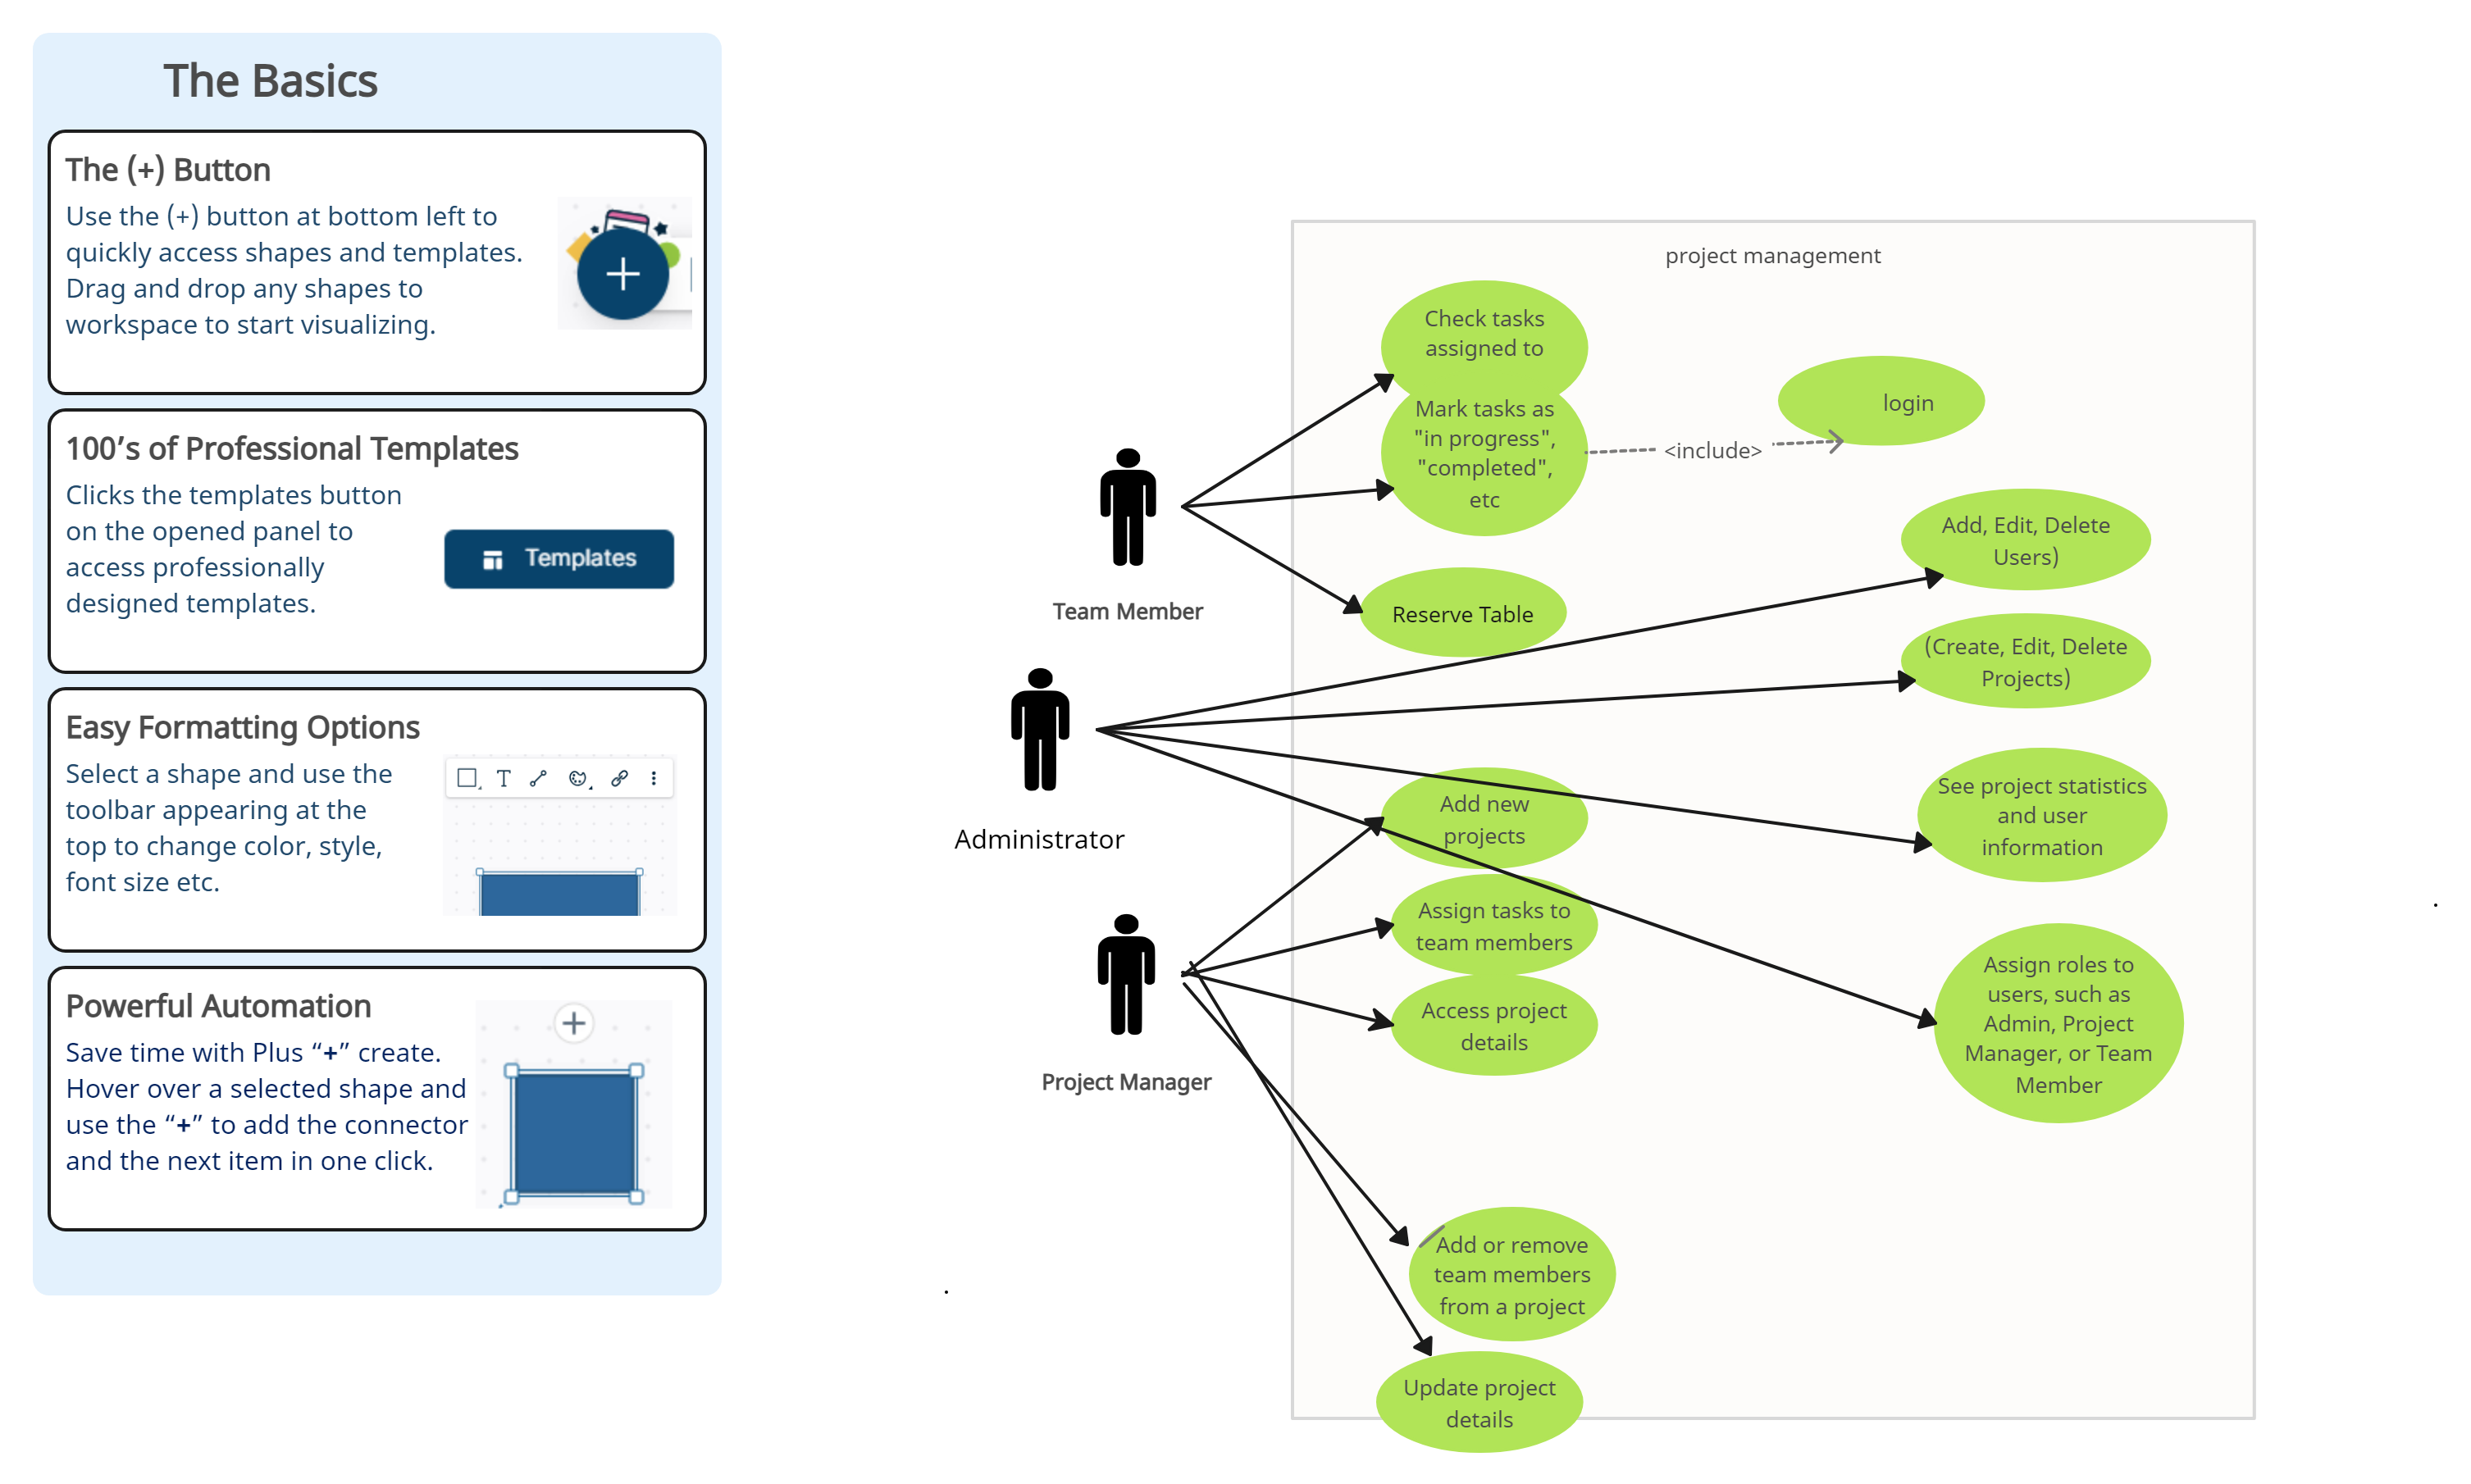 The Basics
The (+) Button
Use the (+) button at bottom left to
quickly access shapes and templates.
Drag and drop any shapes to
workspace to start visualizing.
100’s of Professional Templates
Clicks the templates button
on the opened panel to
access professionally
designed templates.
Templates
Easy Formatting Options
Select a shape and use the
toolbar appearing at the
top to change color, style,
font size etc.
T
Powerful Automation
Save time with Plus “+” create.
Hover over a selected shape and
use the “+” to add the connector
and the next item in one click.
project management
Check tasks
assigned to
Mark tasks as
"in progress",
"completed",
etc
<include>
login
Team Member
Reserve Table
Add, Edit, Delete
Users)
(Create, Edit, Delete
Projects)
Administrator
Add new
projects
See project statistics
and user
information
Assign tasks to
team members
Access project
details
Assign roles to
users, such as
Admin, Project
Manager, or Team
Member
Project Manager
Add or remove
team members
from a project
Update project
details